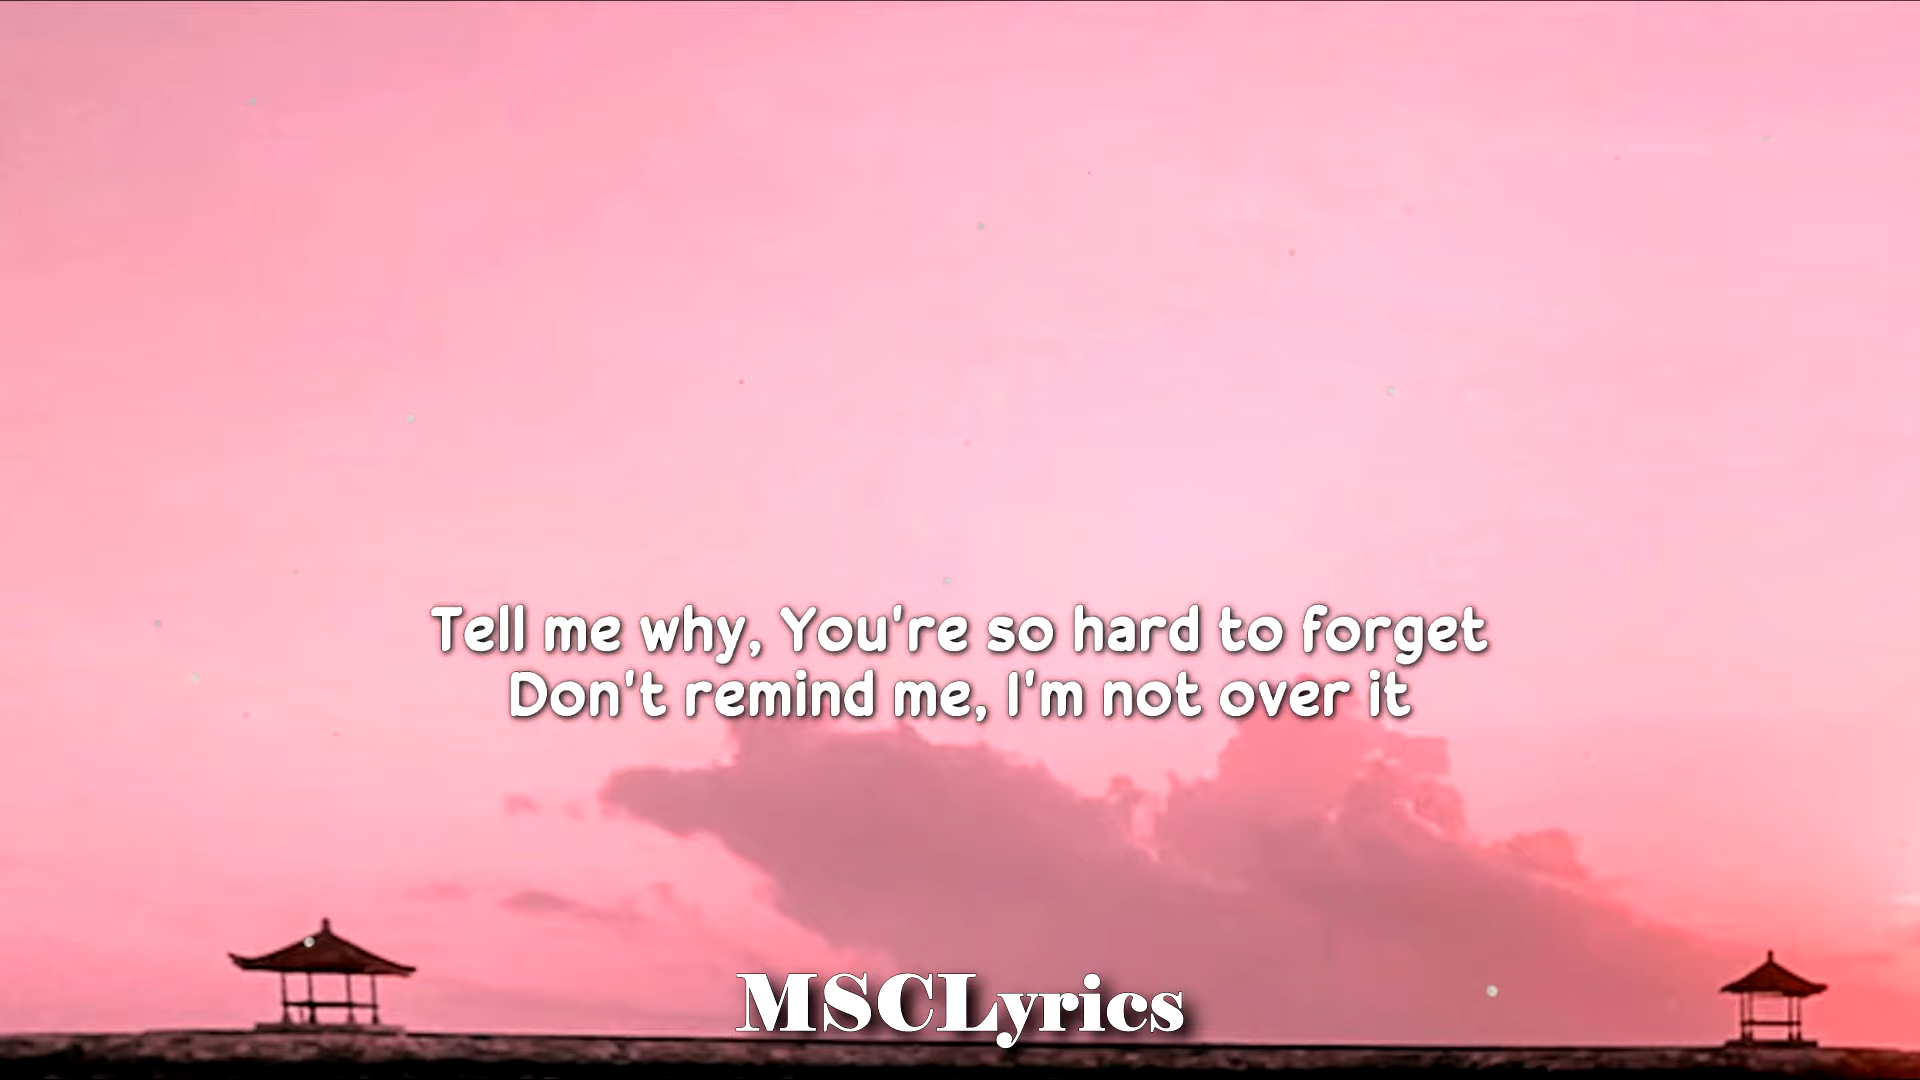 Tell me why, You're so hard to forget
Don't remind me, I'm not over it
MSCLyrics